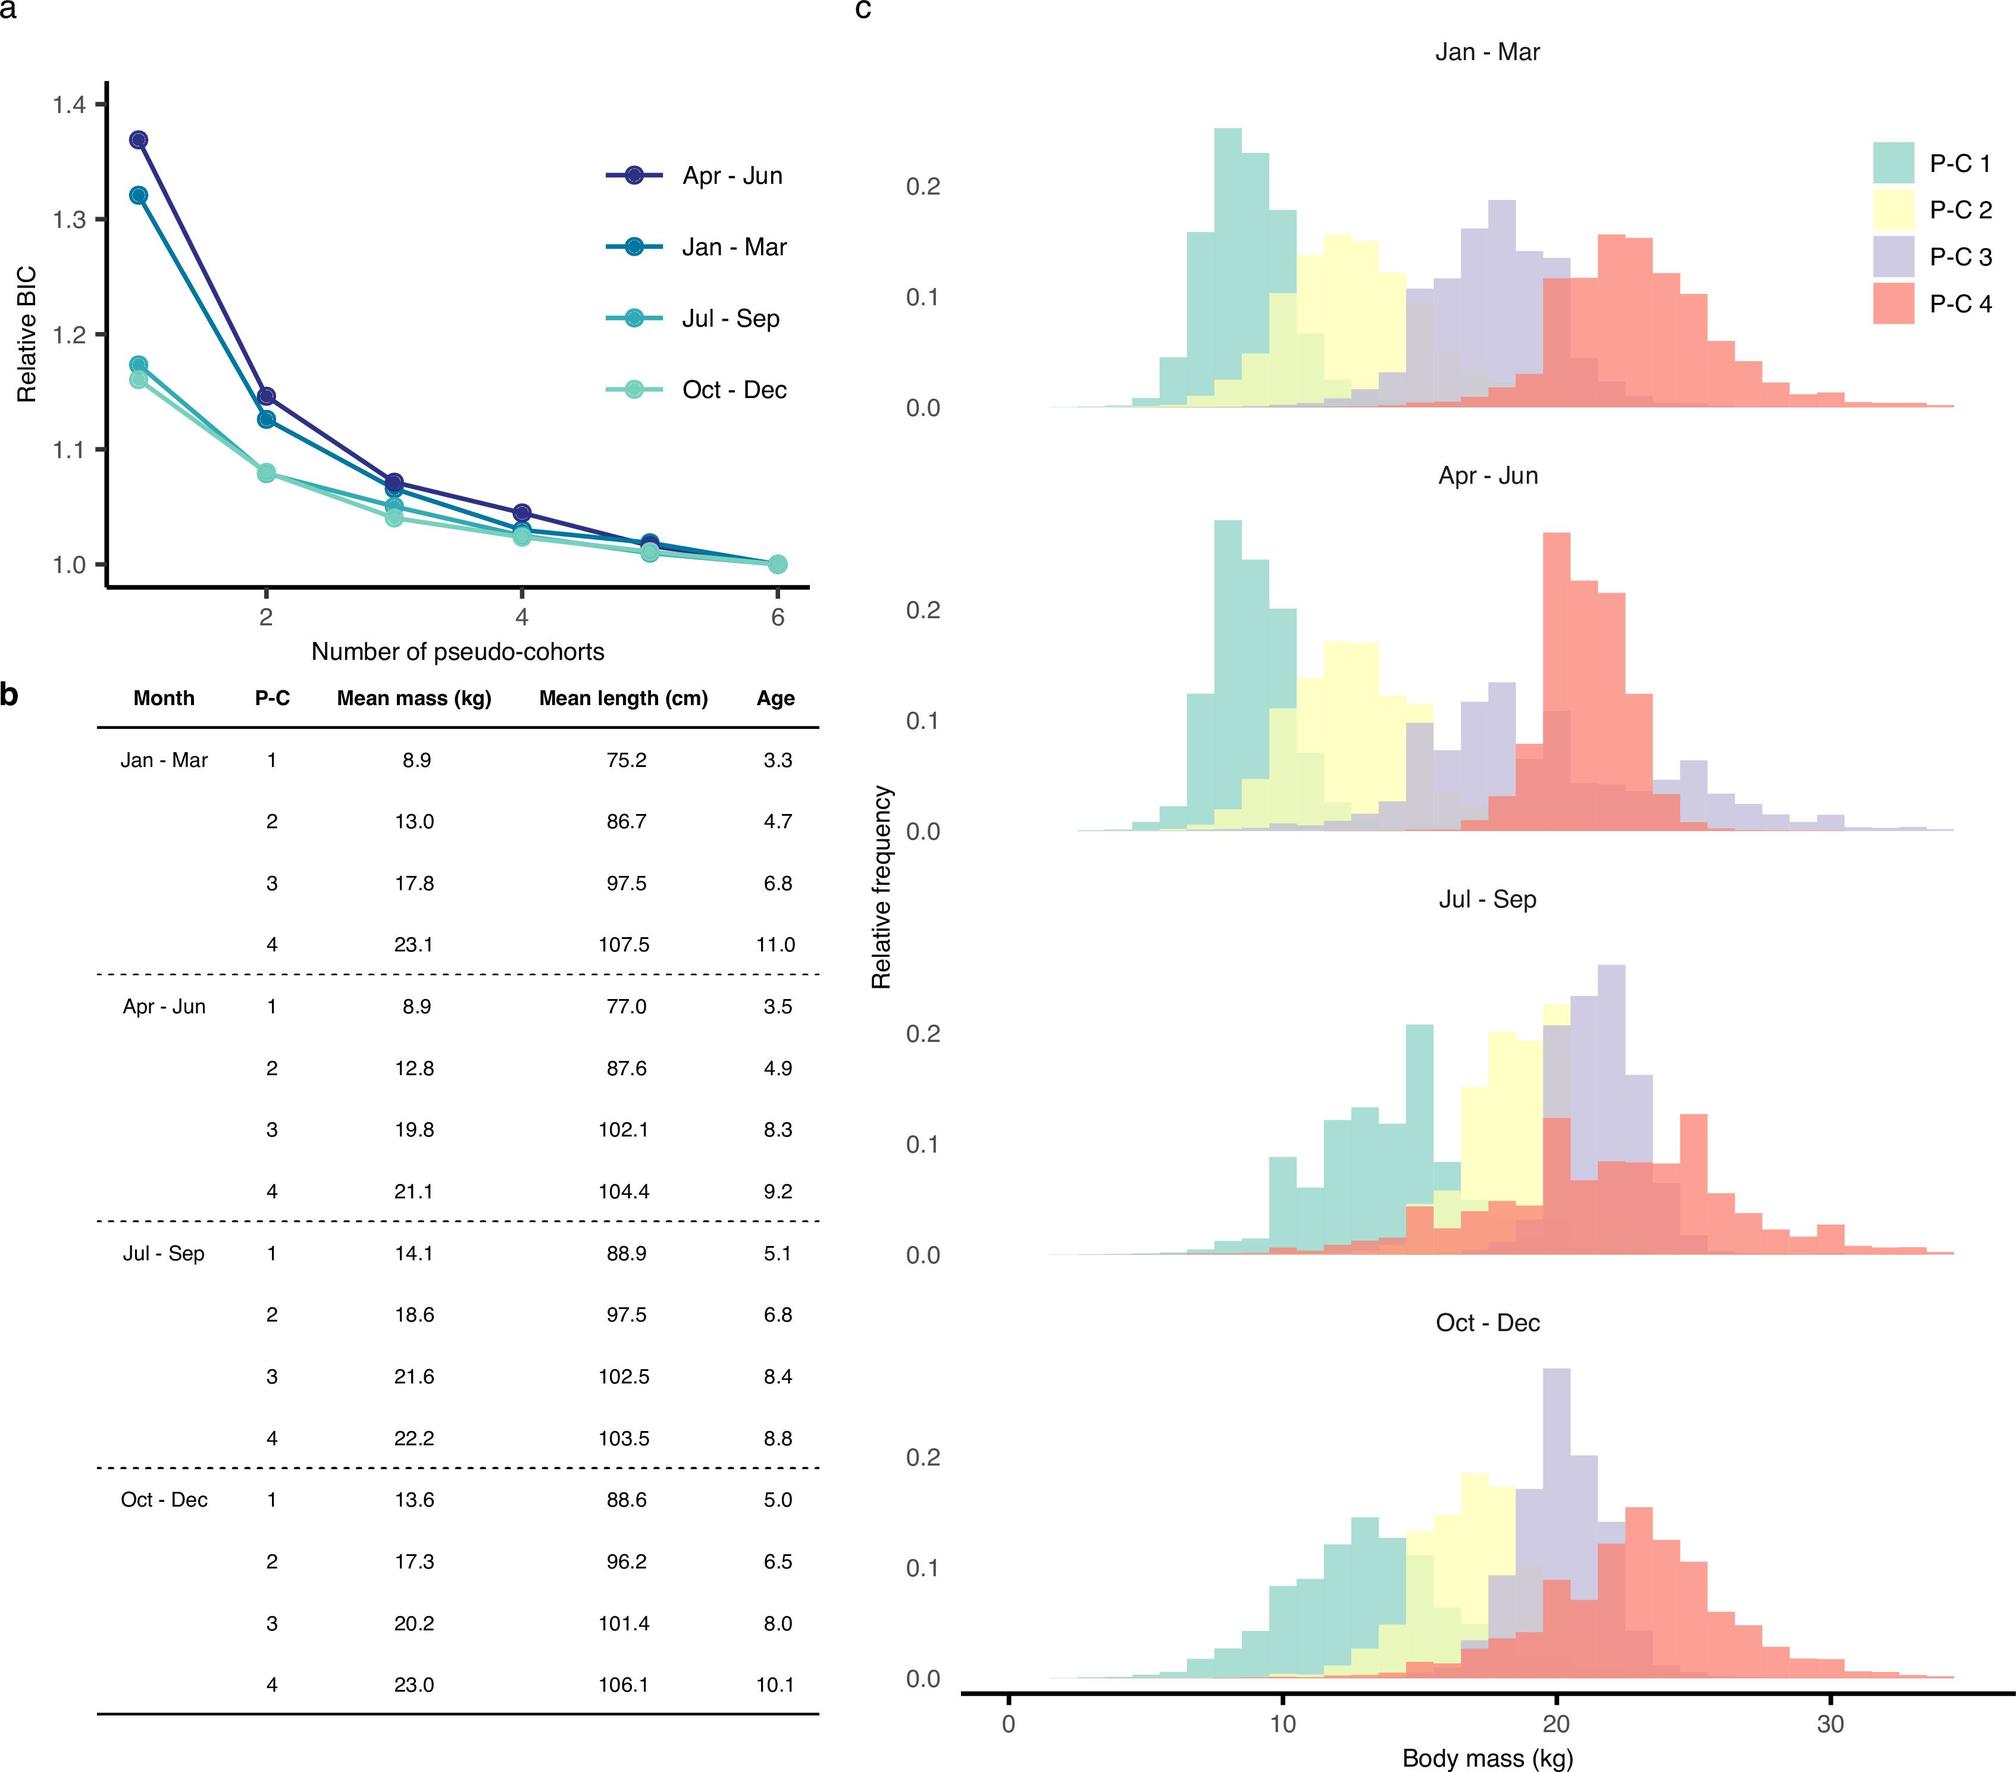 a
1.4
1.3
1.2
1.1
1.0
Relative BIC
2 4 6
Number of pseudo-cohorts
Apr - Jun
Jan - Mar
Jul - Sep
Oct - Dec
b
Month P-C Mean mass (kg) Mean length (cm) Age
Jan - Mar 1 8.9 75.2 3.3
2 13.0 86.7 4.7
3 17.8 97.5 6.8
4 23.1 107.5 11.0
Apr - Jun 1 8.9 77.0 3.5
2 12.8 87.6 4.9
3 19.8 102.1 8.3
4 21.1 104.4 9.2
Jul - Sep 1 14.1 88.9 5.1
2 18.6 97.5 6.8
3 21.6 102.5 8.4
4 22.2 103.5 8.8
Oct - Dec 1 13.6 88.6 5.0
2 17.3 96.2 6.5
3 20.2 101.4 8.0
4 23.0 106.1 10.1
c
Jan - Mar
0.2
0.1
0.0
P-C 1
P-C 2
P-C 3
P-C 4
Apr - Jun
0.2
0.1
0.0
Relative frequency
Jul - Sep
0.2
0.1
0.0
Oct - Dec
0.2
0.1
0.0
0 10 20 30
Body mass (kg)